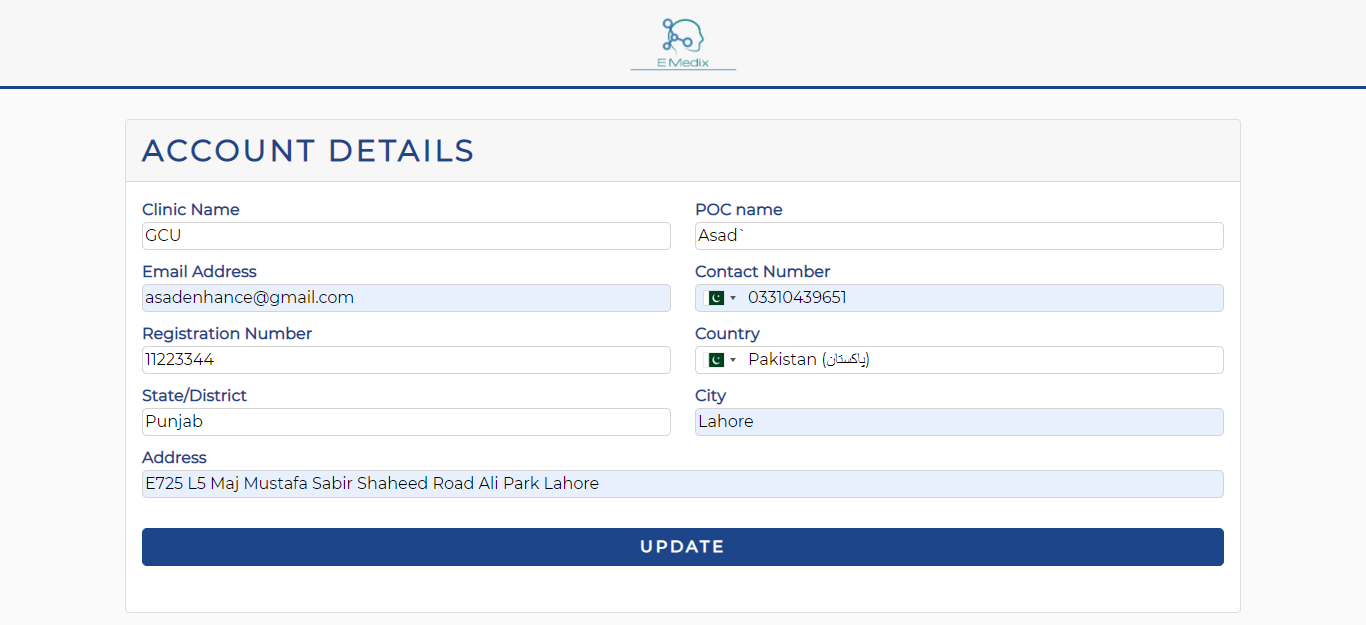 E Medix
ACCOUNT DETAILS
Clinic Name
POC name
GCU
Asad`
Email Address
Contact Number
asadenhance@gmail.com
03310439651
Registration Number
Country
11223344
Pakistan (پاکستان)
State/District
City
Punjab
Lahore
Address
E725 L5 Maj Mustafa Sabir Shaheed Road Ali Park Lahore
UPDATE